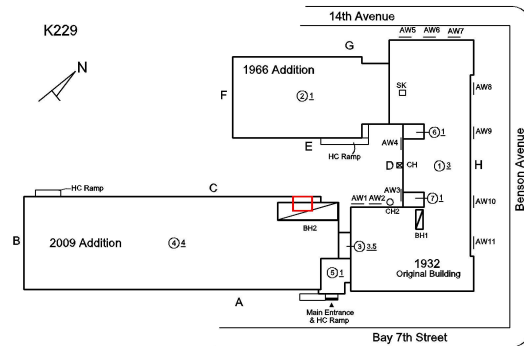 14th Avenue
K229
AW5 AW6 AW7
G
N
1966 Addition
SK
AW8
F
② 1
⑥ 1
AW9
AW4
E
HC Ramp
D
CH
① 3
H
Benson Avenue
HC Ramp
C
AW3
AW1 AW2
⑦ 1
AW10
CH2
BH2
BH1
B
2009 Addition
④ 4
③ 3.5
AW11
1932
Original Building
⑤ 1
A
Main Entrance
& HC Ramp
Bay 7th Street